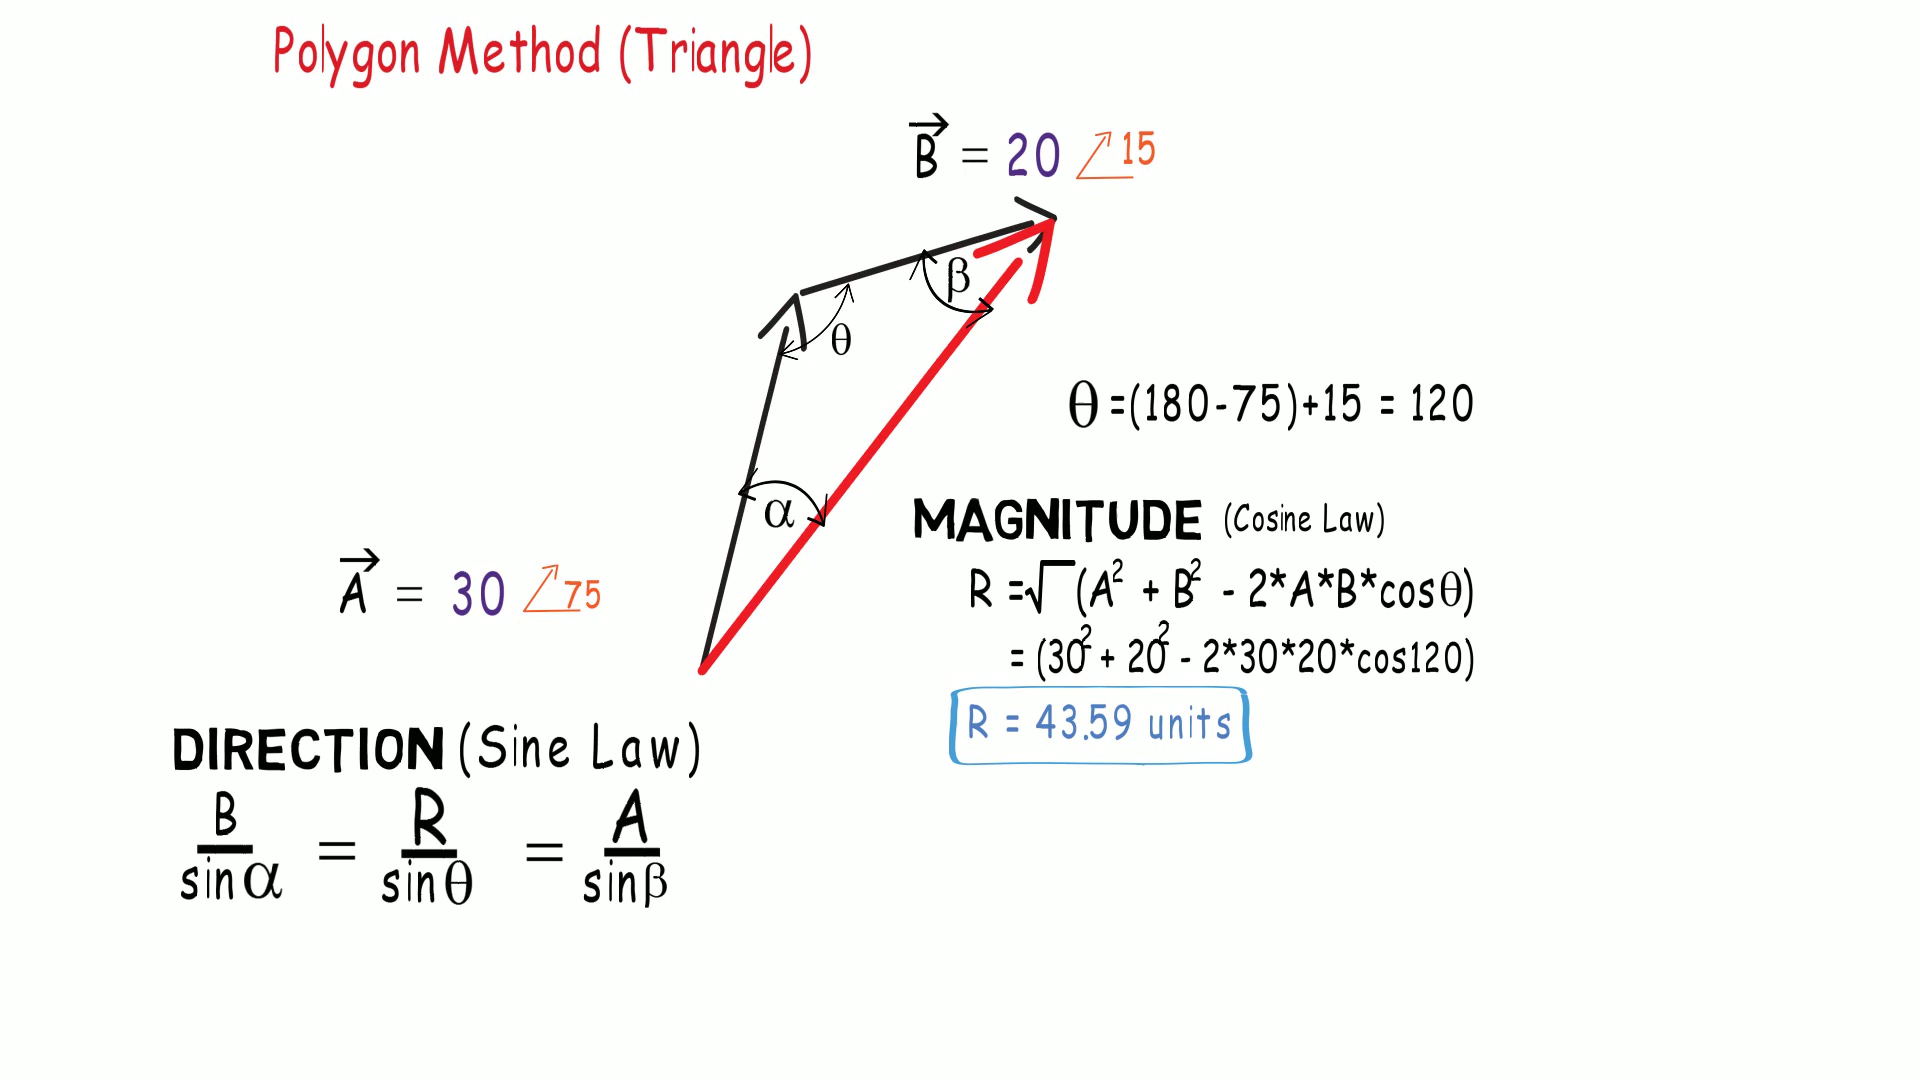 Polygon Method (Triangle)
B = 20 15
β
θ
θ =(180-75)+15 = 120
α
MAGNITUDE (Cosine Law)
A = 30 75
R =√(A² + B² - 2*A*B*cosθ)
= (30² + 20² - 2*30*20*cos120)
R = 43.59 units
DIRECTION (Sine Law)
B = R = A
sinα sinθ sinβ